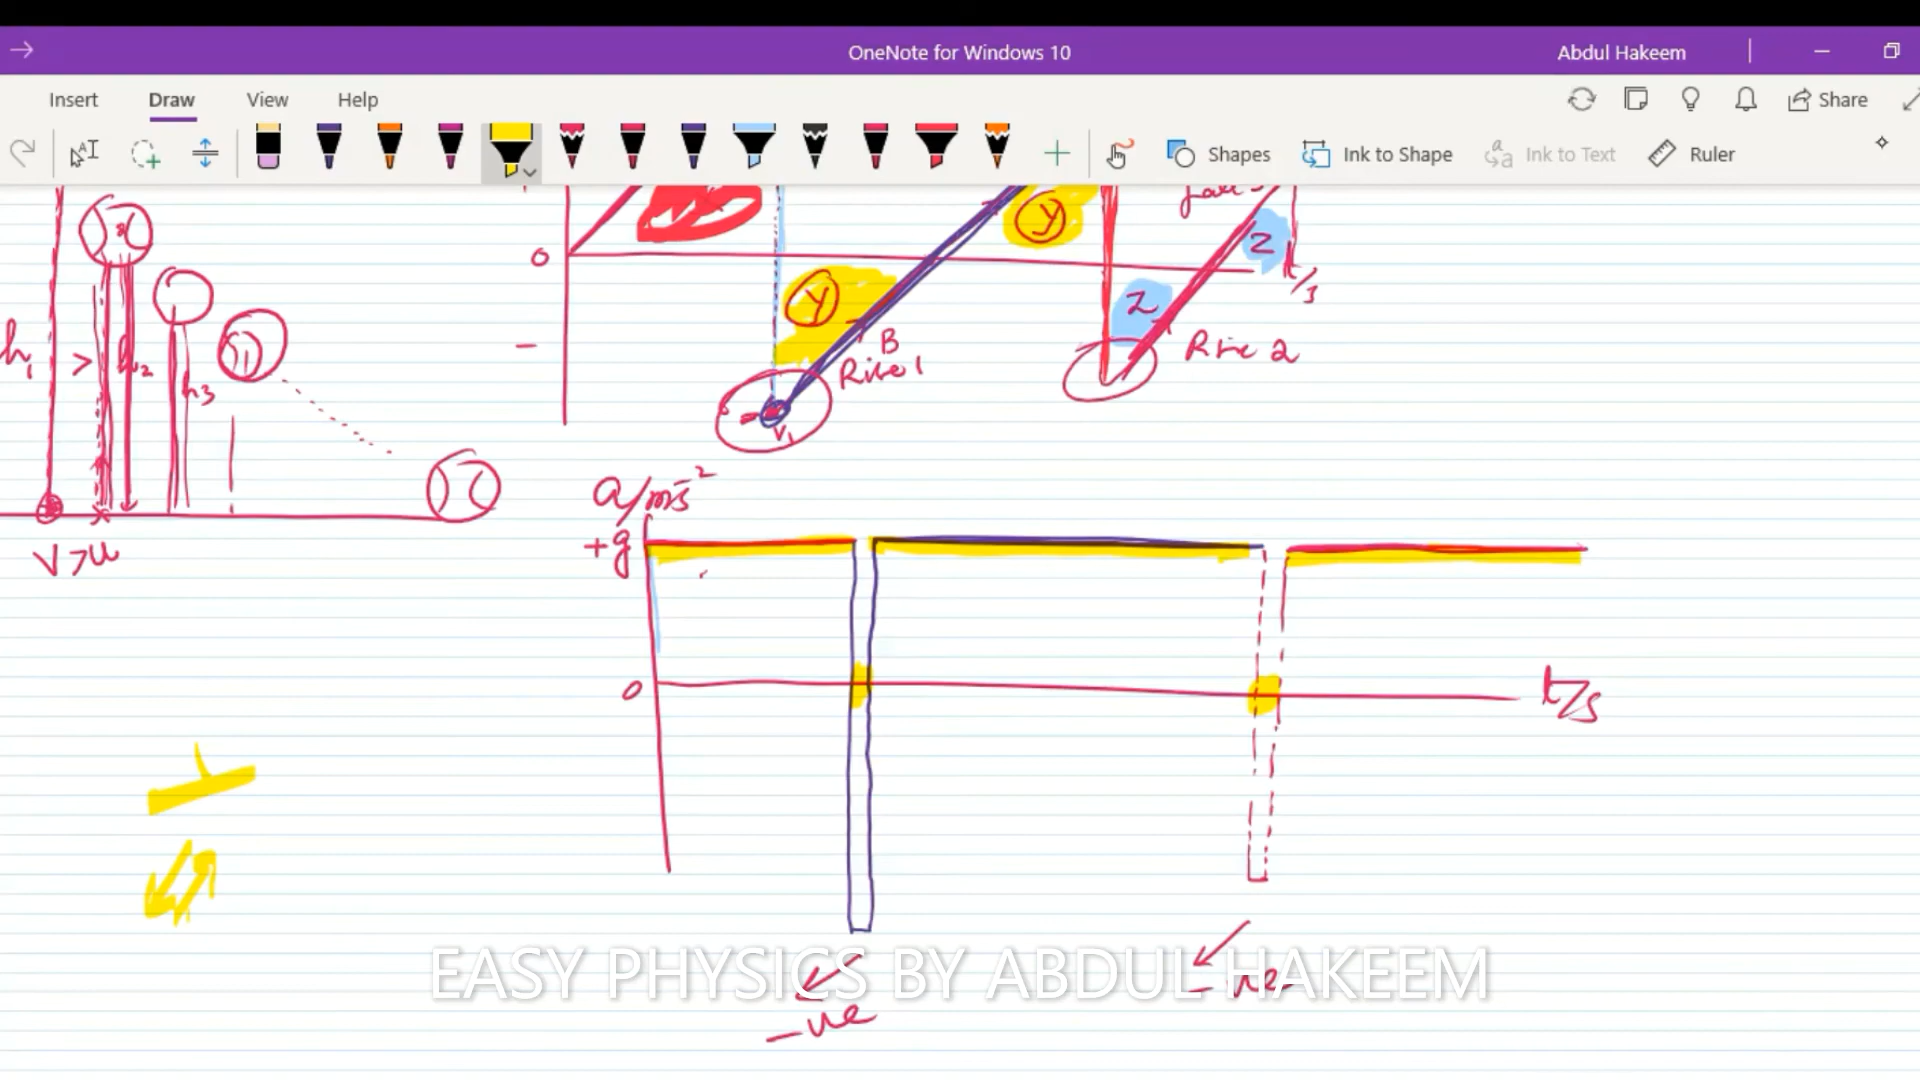 OneNote for Windows 10
Abdul Hakeem
Insert Draw View Help
Share
Shapes Ink to Shape Ink to Text Ruler
h₁ > h₂
h₃
V>u
0
y
y
z
z
t/s
B
Rise 1
V₁
Rise 2
a/ms⁻²
+g
0
t/s
EASY PHYSICS BY ABDUL HAKEEM
-ve
-ve